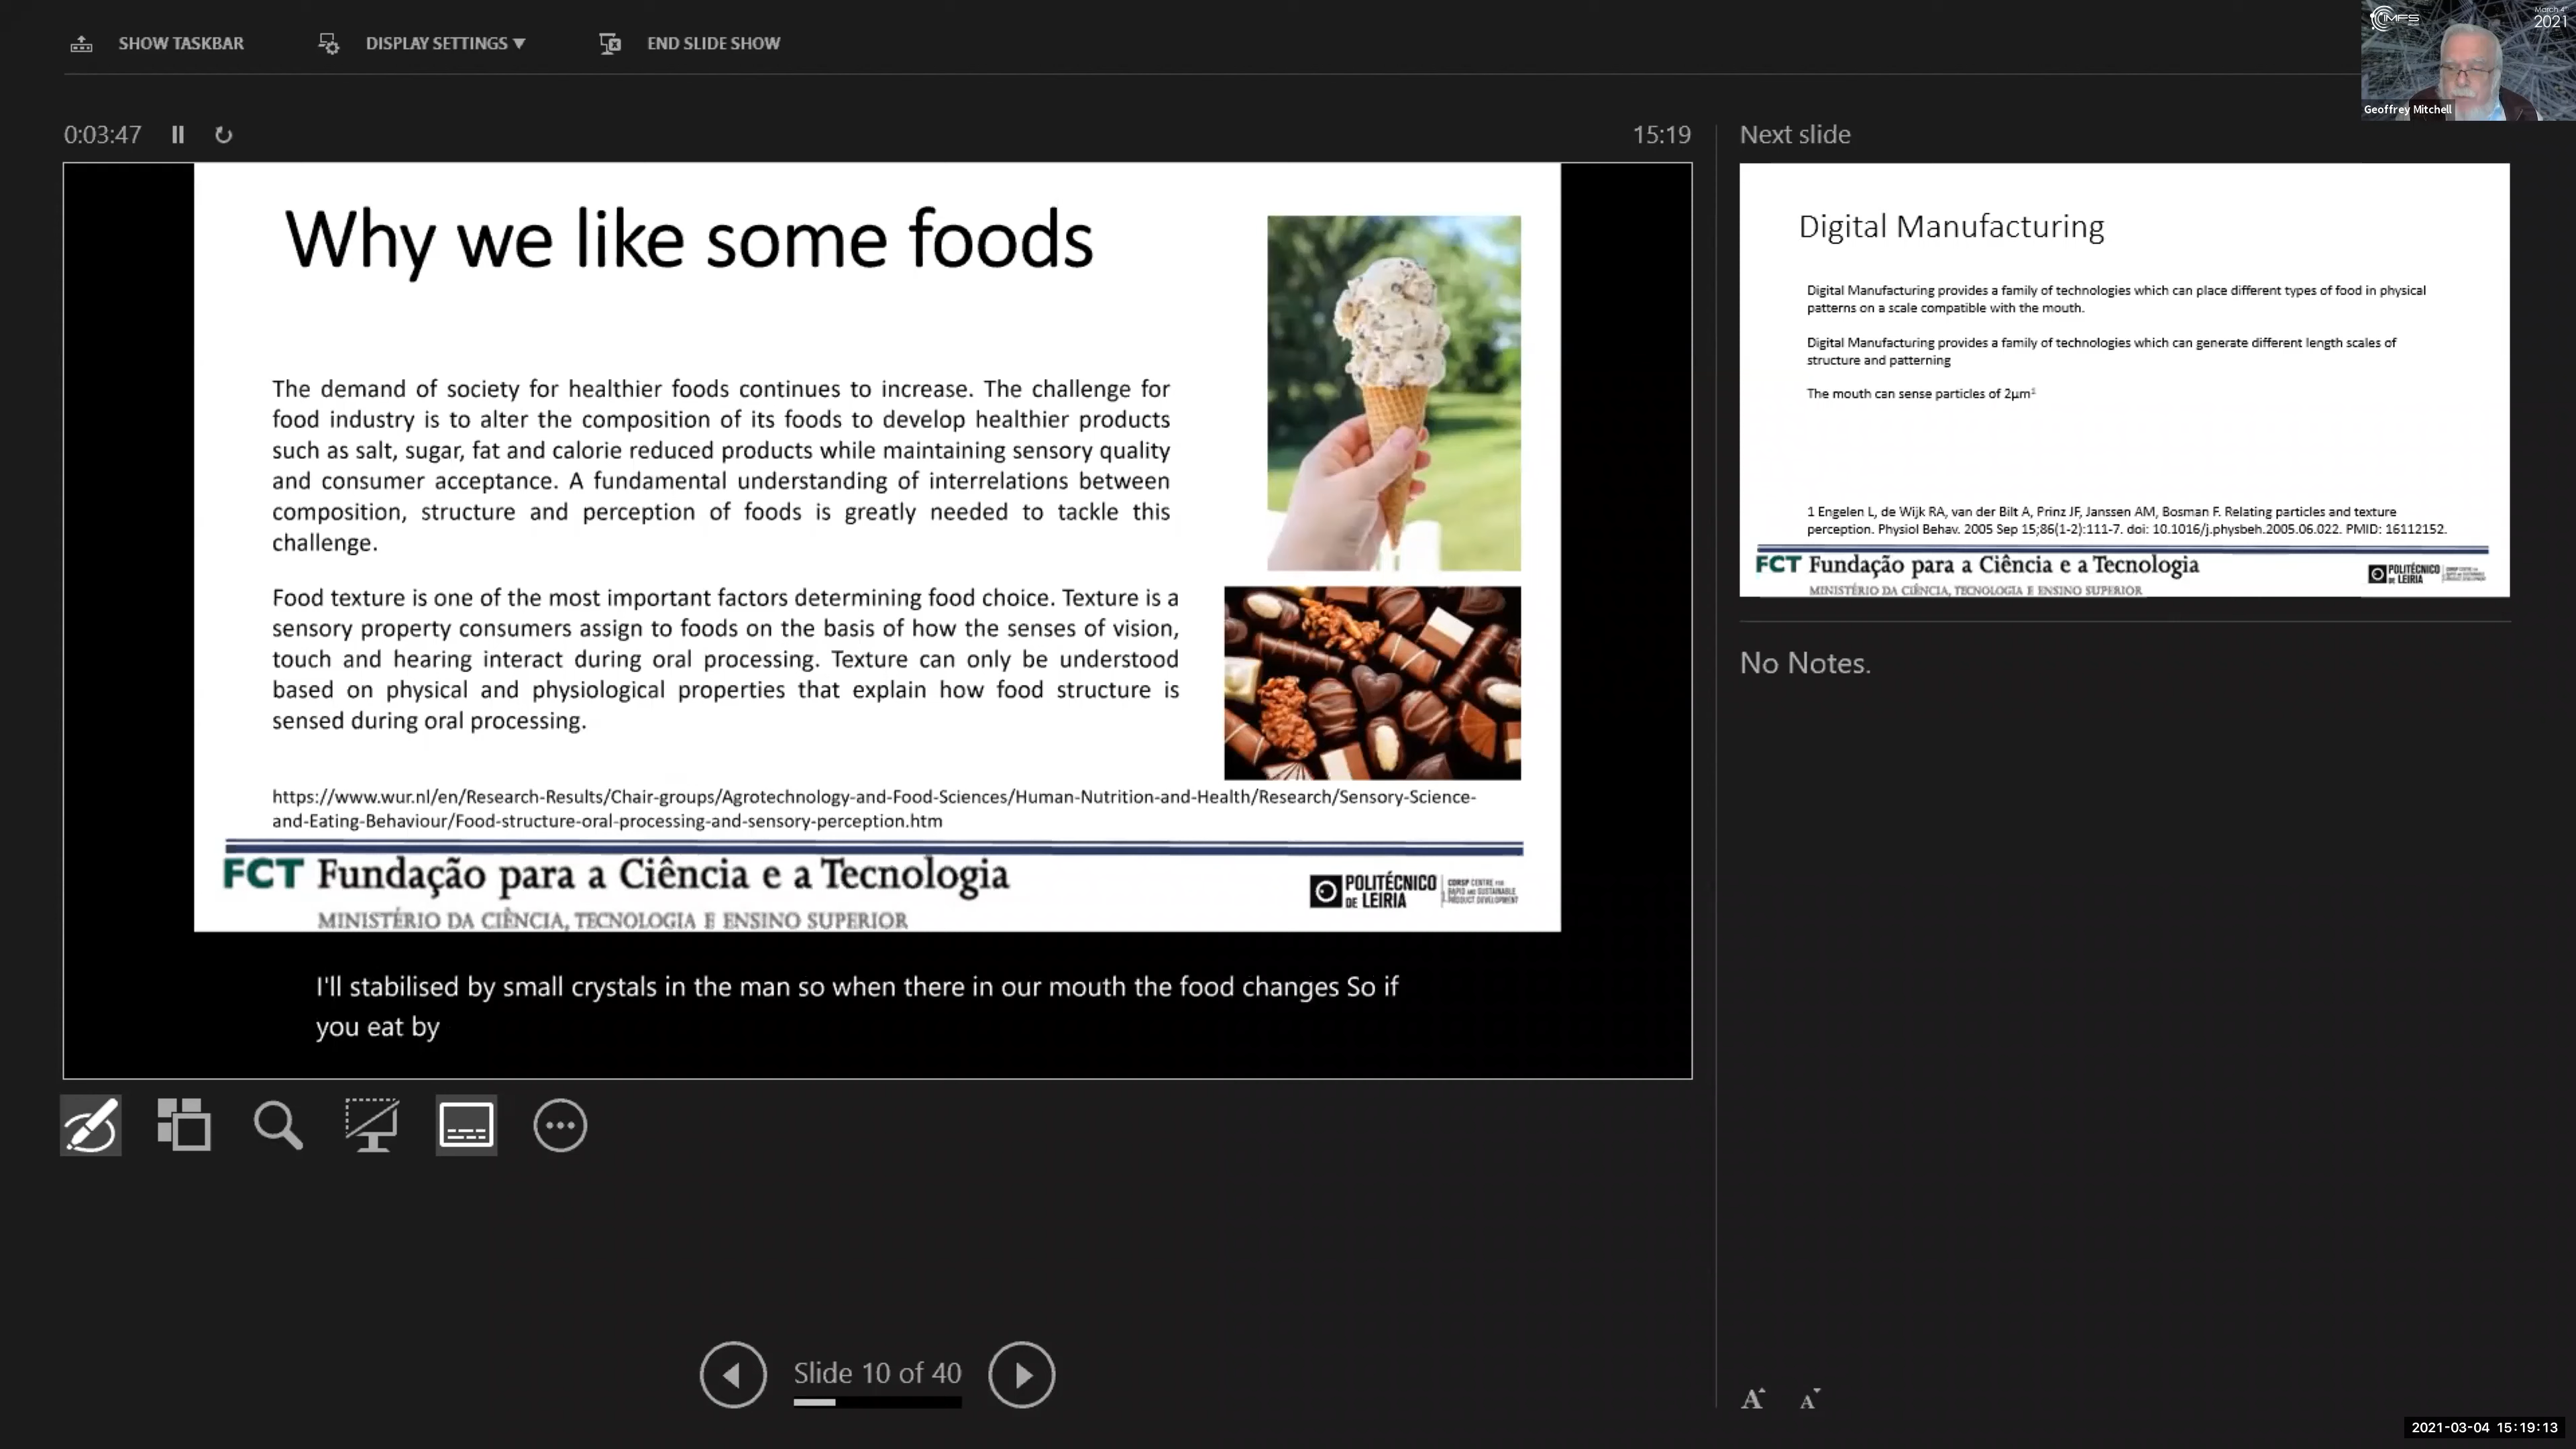 SHOW TASKBAR
DISPLAY SETTINGS ▼
END SLIDE SHOW
IMFS
March 4
2021
Geoffrey Mitchell
0:03:47
15:19
Next slide
Why we like some foods
The demand of society for healthier foods continues to increase. The challenge for
food industry is to alter the composition of its foods to develop healthier products
such as salt, sugar, fat and calorie reduced products while maintaining sensory quality
and consumer acceptance. A fundamental understanding of interrelations between
composition, structure and perception of foods is greatly needed to tackle this
challenge.
Food texture is one of the most important factors determining food choice. Texture is a
sensory property consumers assign to foods on the basis of how the senses of vision,
touch and hearing interact during oral processing. Texture can only be understood
based on physical and physiological properties that explain how food structure is
sensed during oral processing.
https://www.wur.nl/en/Research-Results/Chair-groups/Agrotechnology-and-Food-Sciences/Human-Nutrition-and-Health/Research/Sensory-Science-
and-Eating-Behaviour/Food-structure-oral-processing-and-sensory-perception.htm
FCT Fundação para a Ciência e a Tecnologia
MINISTÉRIO DA CIÊNCIA, TECNOLOGIA E ENSINO SUPERIOR
POLITÉCNICO
DE LEIRIA
CDRSP CENTRE FOR
RAPID AND SUSTAINABLE
PRODUCT DEVELOPMENT
I'll stabilised by small crystals in the man so when there in our mouth the food changes So if
you eat by
Digital Manufacturing
Digital Manufacturing provides a family of technologies which can place different types of food in physical
patterns on a scale compatible with the mouth.
Digital Manufacturing provides a family of technologies which can generate different length scales of
structure and patterning
The mouth can sense particles of 2µm¹
1 Engelen L, de Wijk RA, van der Bilt A, Prinz JF, Janssen AM, Bosman F. Relating particles and texture
perception. Physiol Behav. 2005 Sep 15;86(1-2):111-7. doi: 10.1016/j.physbeh.2005.06.022. PMID: 16112152.
FCT Fundação para a Ciência e a Tecnologia
MINISTÉRIO DA CIÊNCIA, TECNOLOGIA E ENSINO SUPERIOR
POLITÉCNICO
DE LEIRIA
No Notes.
Slide 10 of 40
A A
2021-03-04 15:19:13